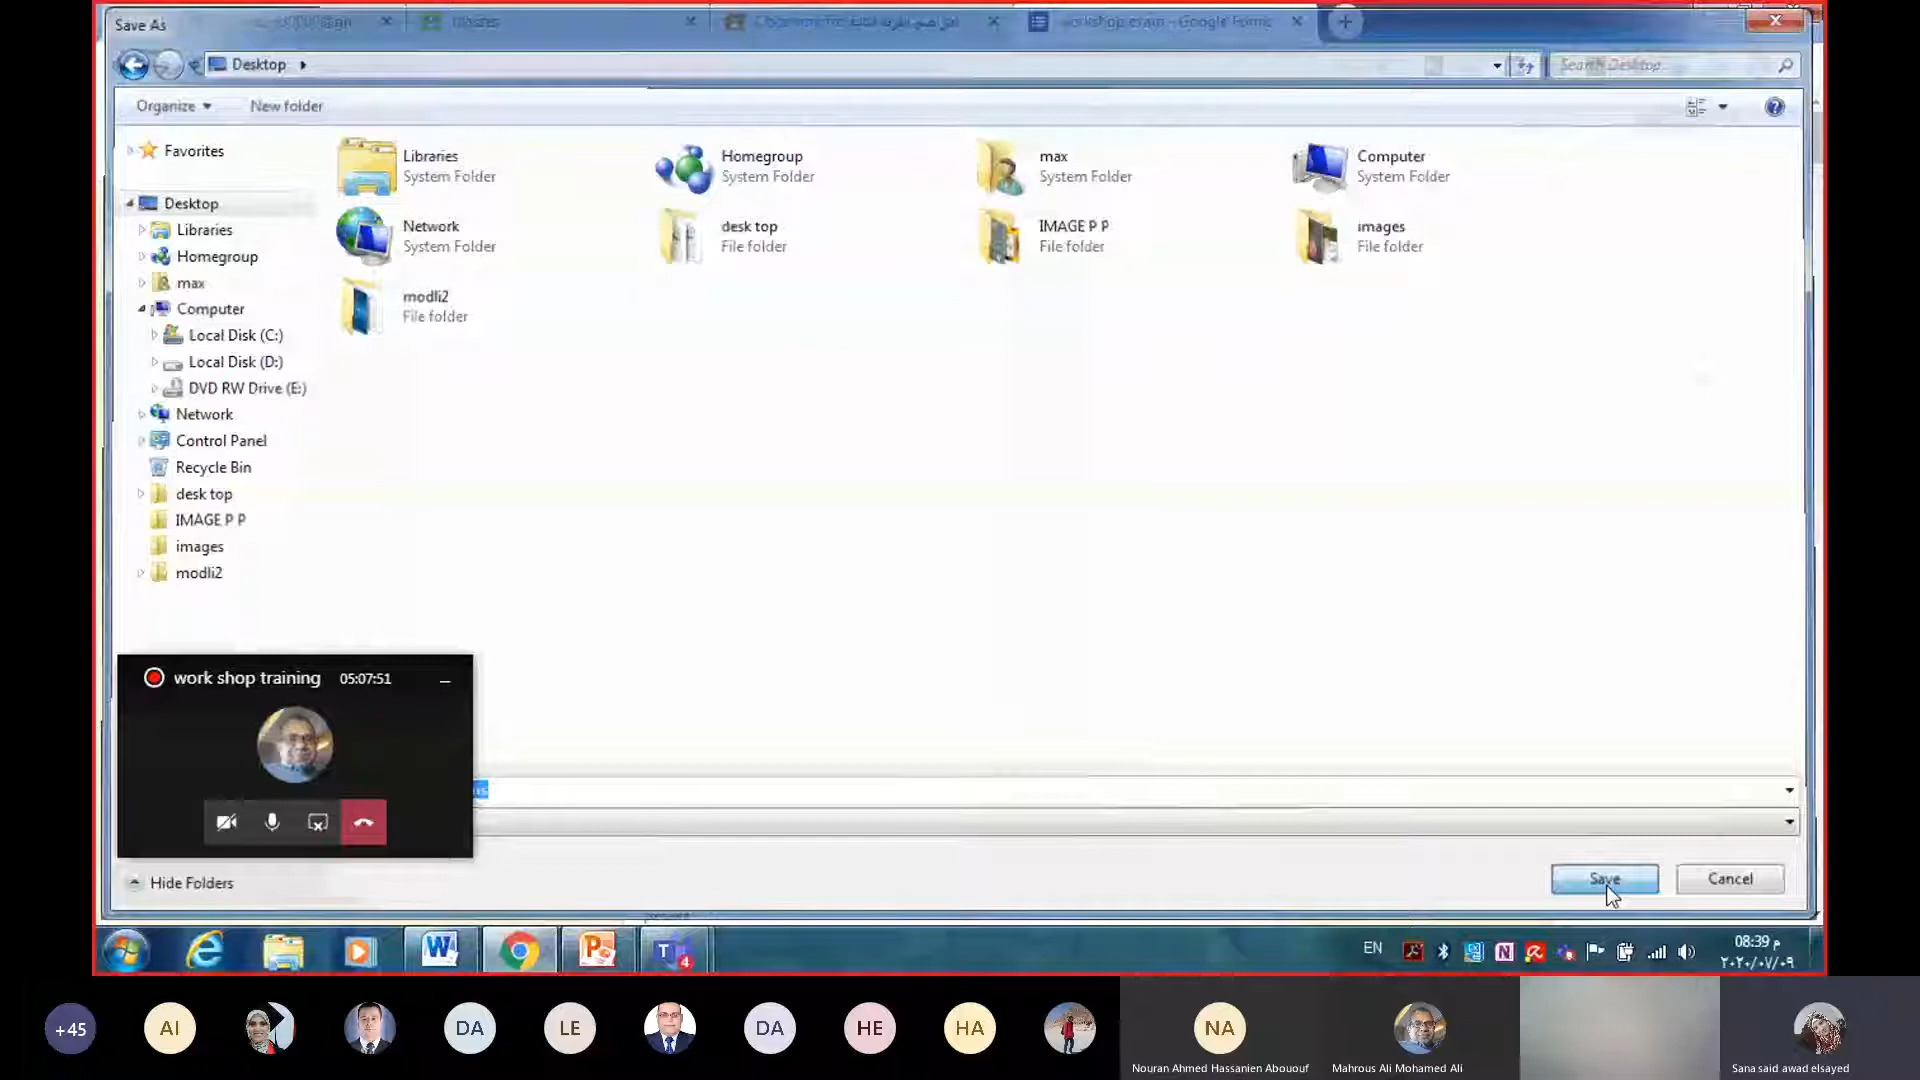 Save As
workshop exam - Google Forms
Desktop
Search Desktop
Organize
New folder
Favorites
Desktop
Libraries
Homegroup
max
Computer
Local Disk (C:)
Local Disk (D:)
DVD RW Drive (E:)
Network
Control Panel
Recycle Bin
desk top
IMAGE P P
images
modli2
Libraries
System Folder
Homegroup
System Folder
max
System Folder
Computer
System Folder
Network
System Folder
desk top
File folder
IMAGE P P
File folder
images
File folder
modli2
File folder
work shop training 05:07:51
Hide Folders
Save
Cancel
EN
08:39 م
٢٠٢٠/٠٧/٠٩
+45
AI
DA
LE
DA
HE
HA
NA
Nouran Ahmed Hassanien Abououf
Mahrous Ali Mohamed Ali
Sana said awad elsayed